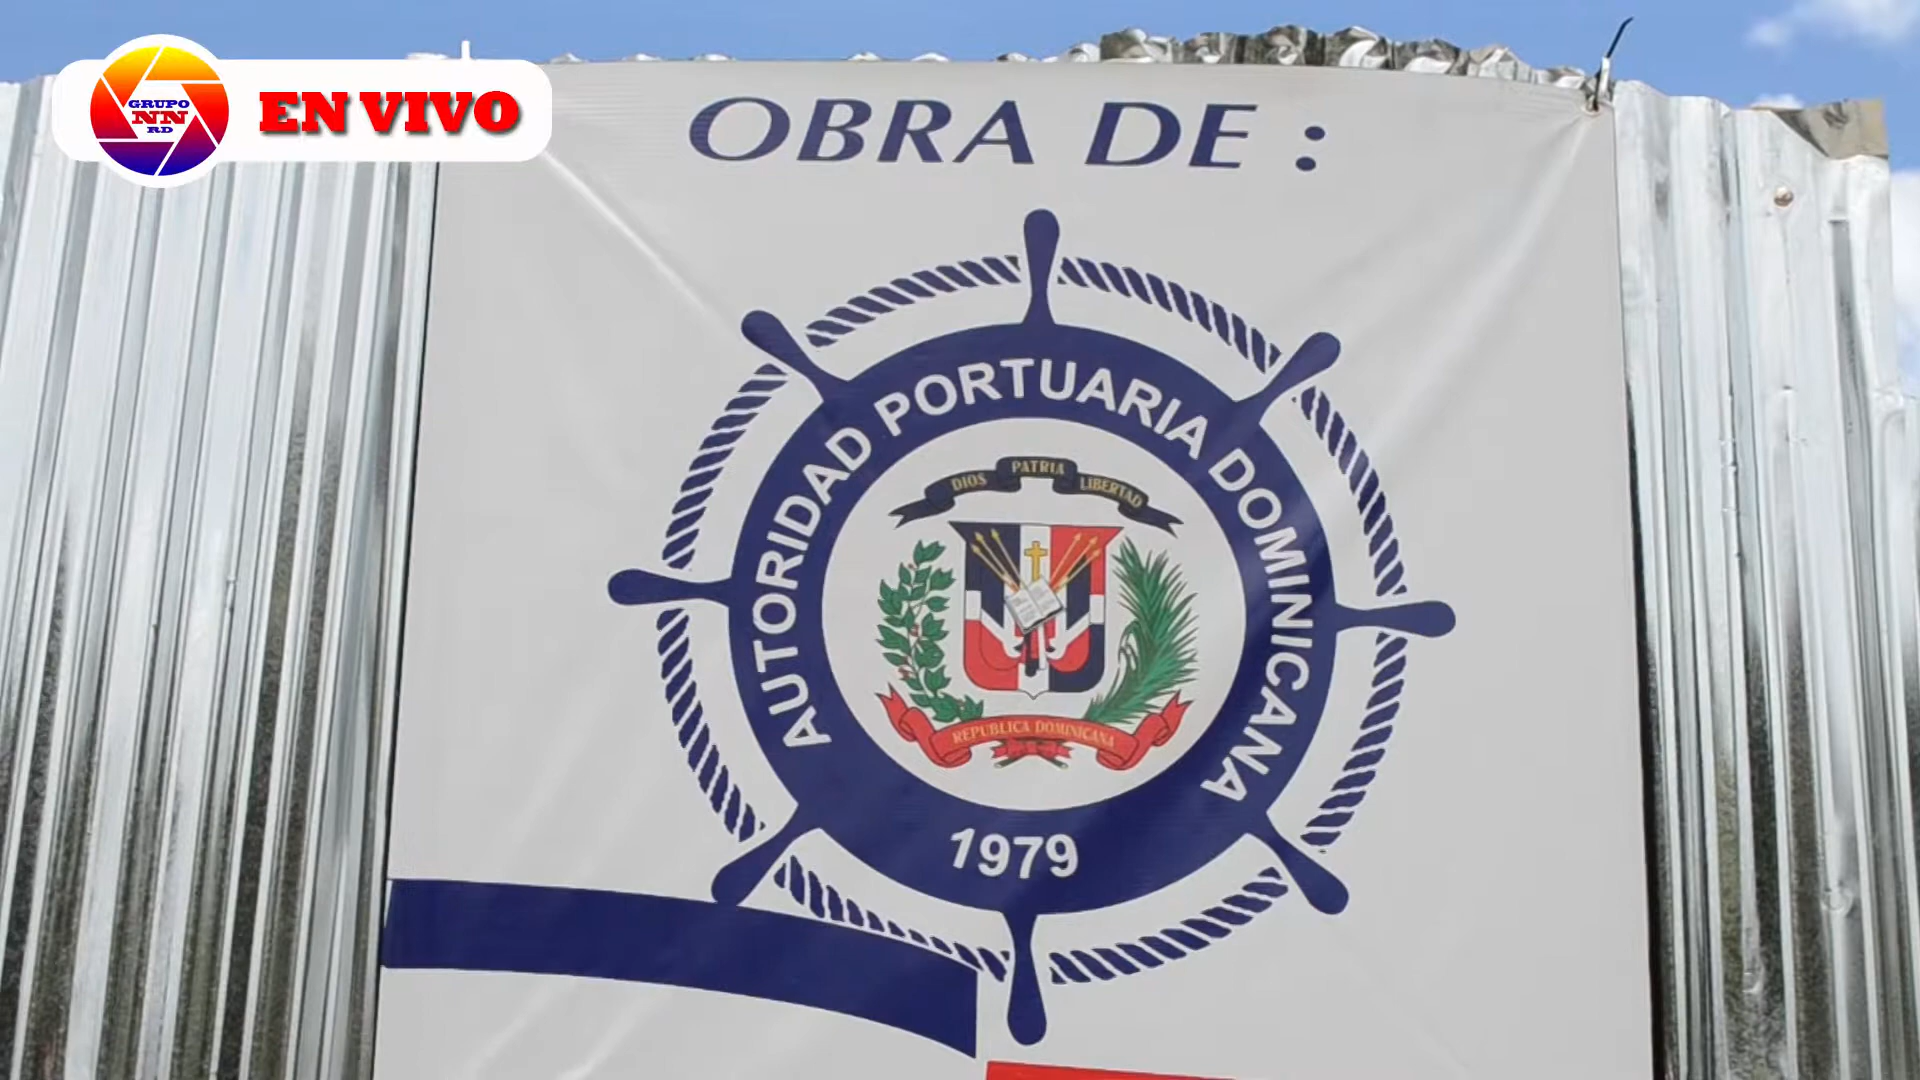 GRUPO
NN
RD
EN VIVO
OBRA DE :
AUTORIDAD PORTUARIA DOMINICANA
DIOS PATRIA LIBERTAD
REPUBLICA DOMINICANA
1979